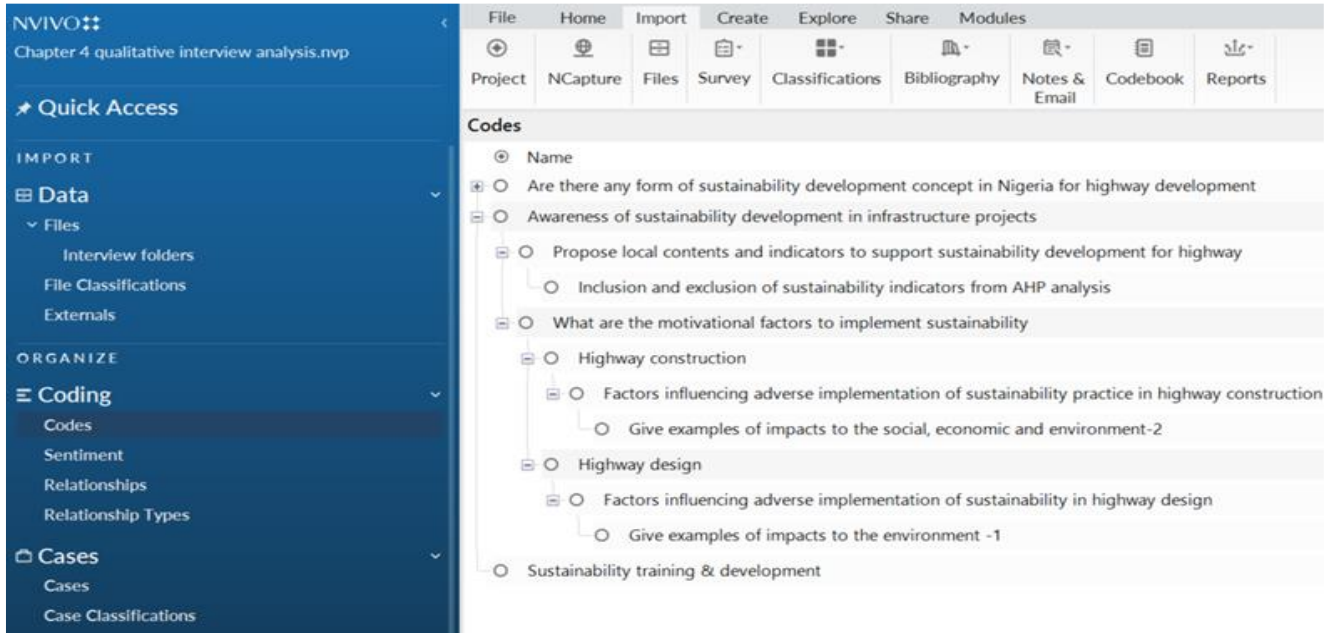 NVIVO
Chapter 4 qualitative interview analysis.nvp
Quick Access
IMPORT
Data
Files
Interview folders
File Classifications
Externals
ORGANIZE
Coding
Codes
Sentiment
Relationships
Relationship Types
Cases
Cases
Case Classifications
File Home Import Create Explore Share Modules
Project NCapture Files Survey Classifications Bibliography Notes & Email Codebook Reports
Codes
Name
Are there any form of sustainability development concept in Nigeria for highway development
Awareness of sustainability development in infrastructure projects
Propose local contents and indicators to support sustainability development for highway
Inclusion and exclusion of sustainability indicators from AHP analysis
What are the motivational factors to implement sustainability
Highway construction
Factors influencing adverse implementation of sustainability practice in highway construction
Give examples of impacts to the social, economic and environment-2
Highway design
Factors influencing adverse implementation of sustainability in highway design
Give examples of impacts to the environment -1
Sustainability training & development